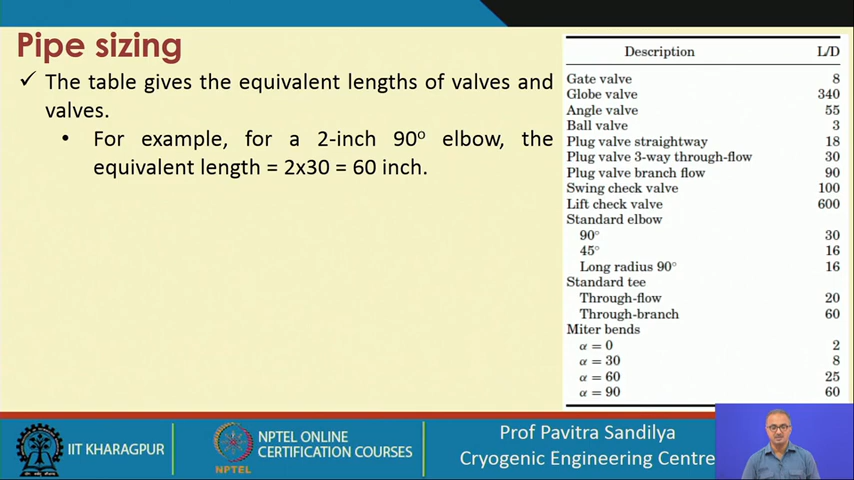 Pipe sizing
✓ The table gives the equivalent lengths of valves and
valves.
• For example, for a 2-inch 90° elbow, the
equivalent length = 2x30 = 60 inch.
Description L/D
Gate valve 8
Globe valve 340
Angle valve 55
Ball valve 3
Plug valve straightway 18
Plug valve 3-way through-flow 30
Plug valve branch flow 90
Swing check valve 100
Lift check valve 600
Standard elbow
90° 30
45° 16
Long radius 90° 16
Standard tee
Through-flow 20
Through-branch 60
Miter bends
α = 0 2
α = 30 8
α = 60 25
α = 90 60
IIT KHARAGPUR
NPTEL
NPTEL ONLINE
CERTIFICATION COURSES
Prof Pavitra Sandilya
Cryogenic Engineering Centre